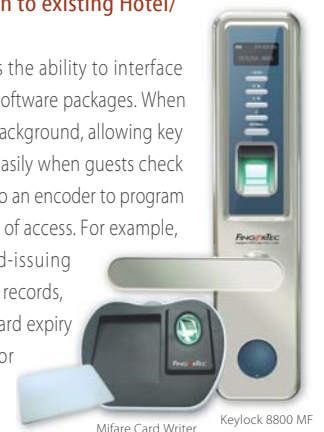 n to existing Hotel/
s the ability to interface
oftware packages. When
ackground, allowing key
asily when guests check
o an encoder to program
of access. For example,
d-issuing
records,
ard expiry
or
FINGERTEC
FINGERTEC
Mifare Card Writer
Keylock 8800 MF